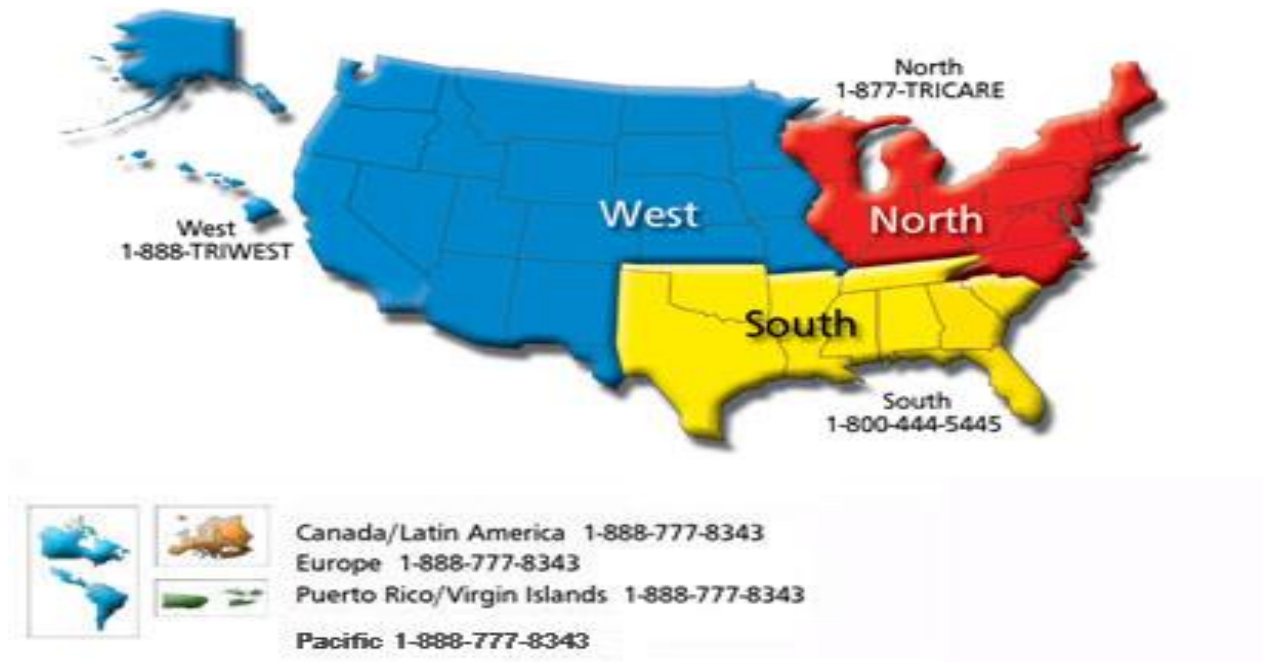 North
1-877-TRICARE
West
North
West
1-888-TRIWEST
South
South
1-800-444-5445
Canada/Latin America 1-888-777-8343
Europe 1-888-777-8343
Puerto Rico/Virgin Islands 1-888-777-8343
Pacific 1-888-777-8343